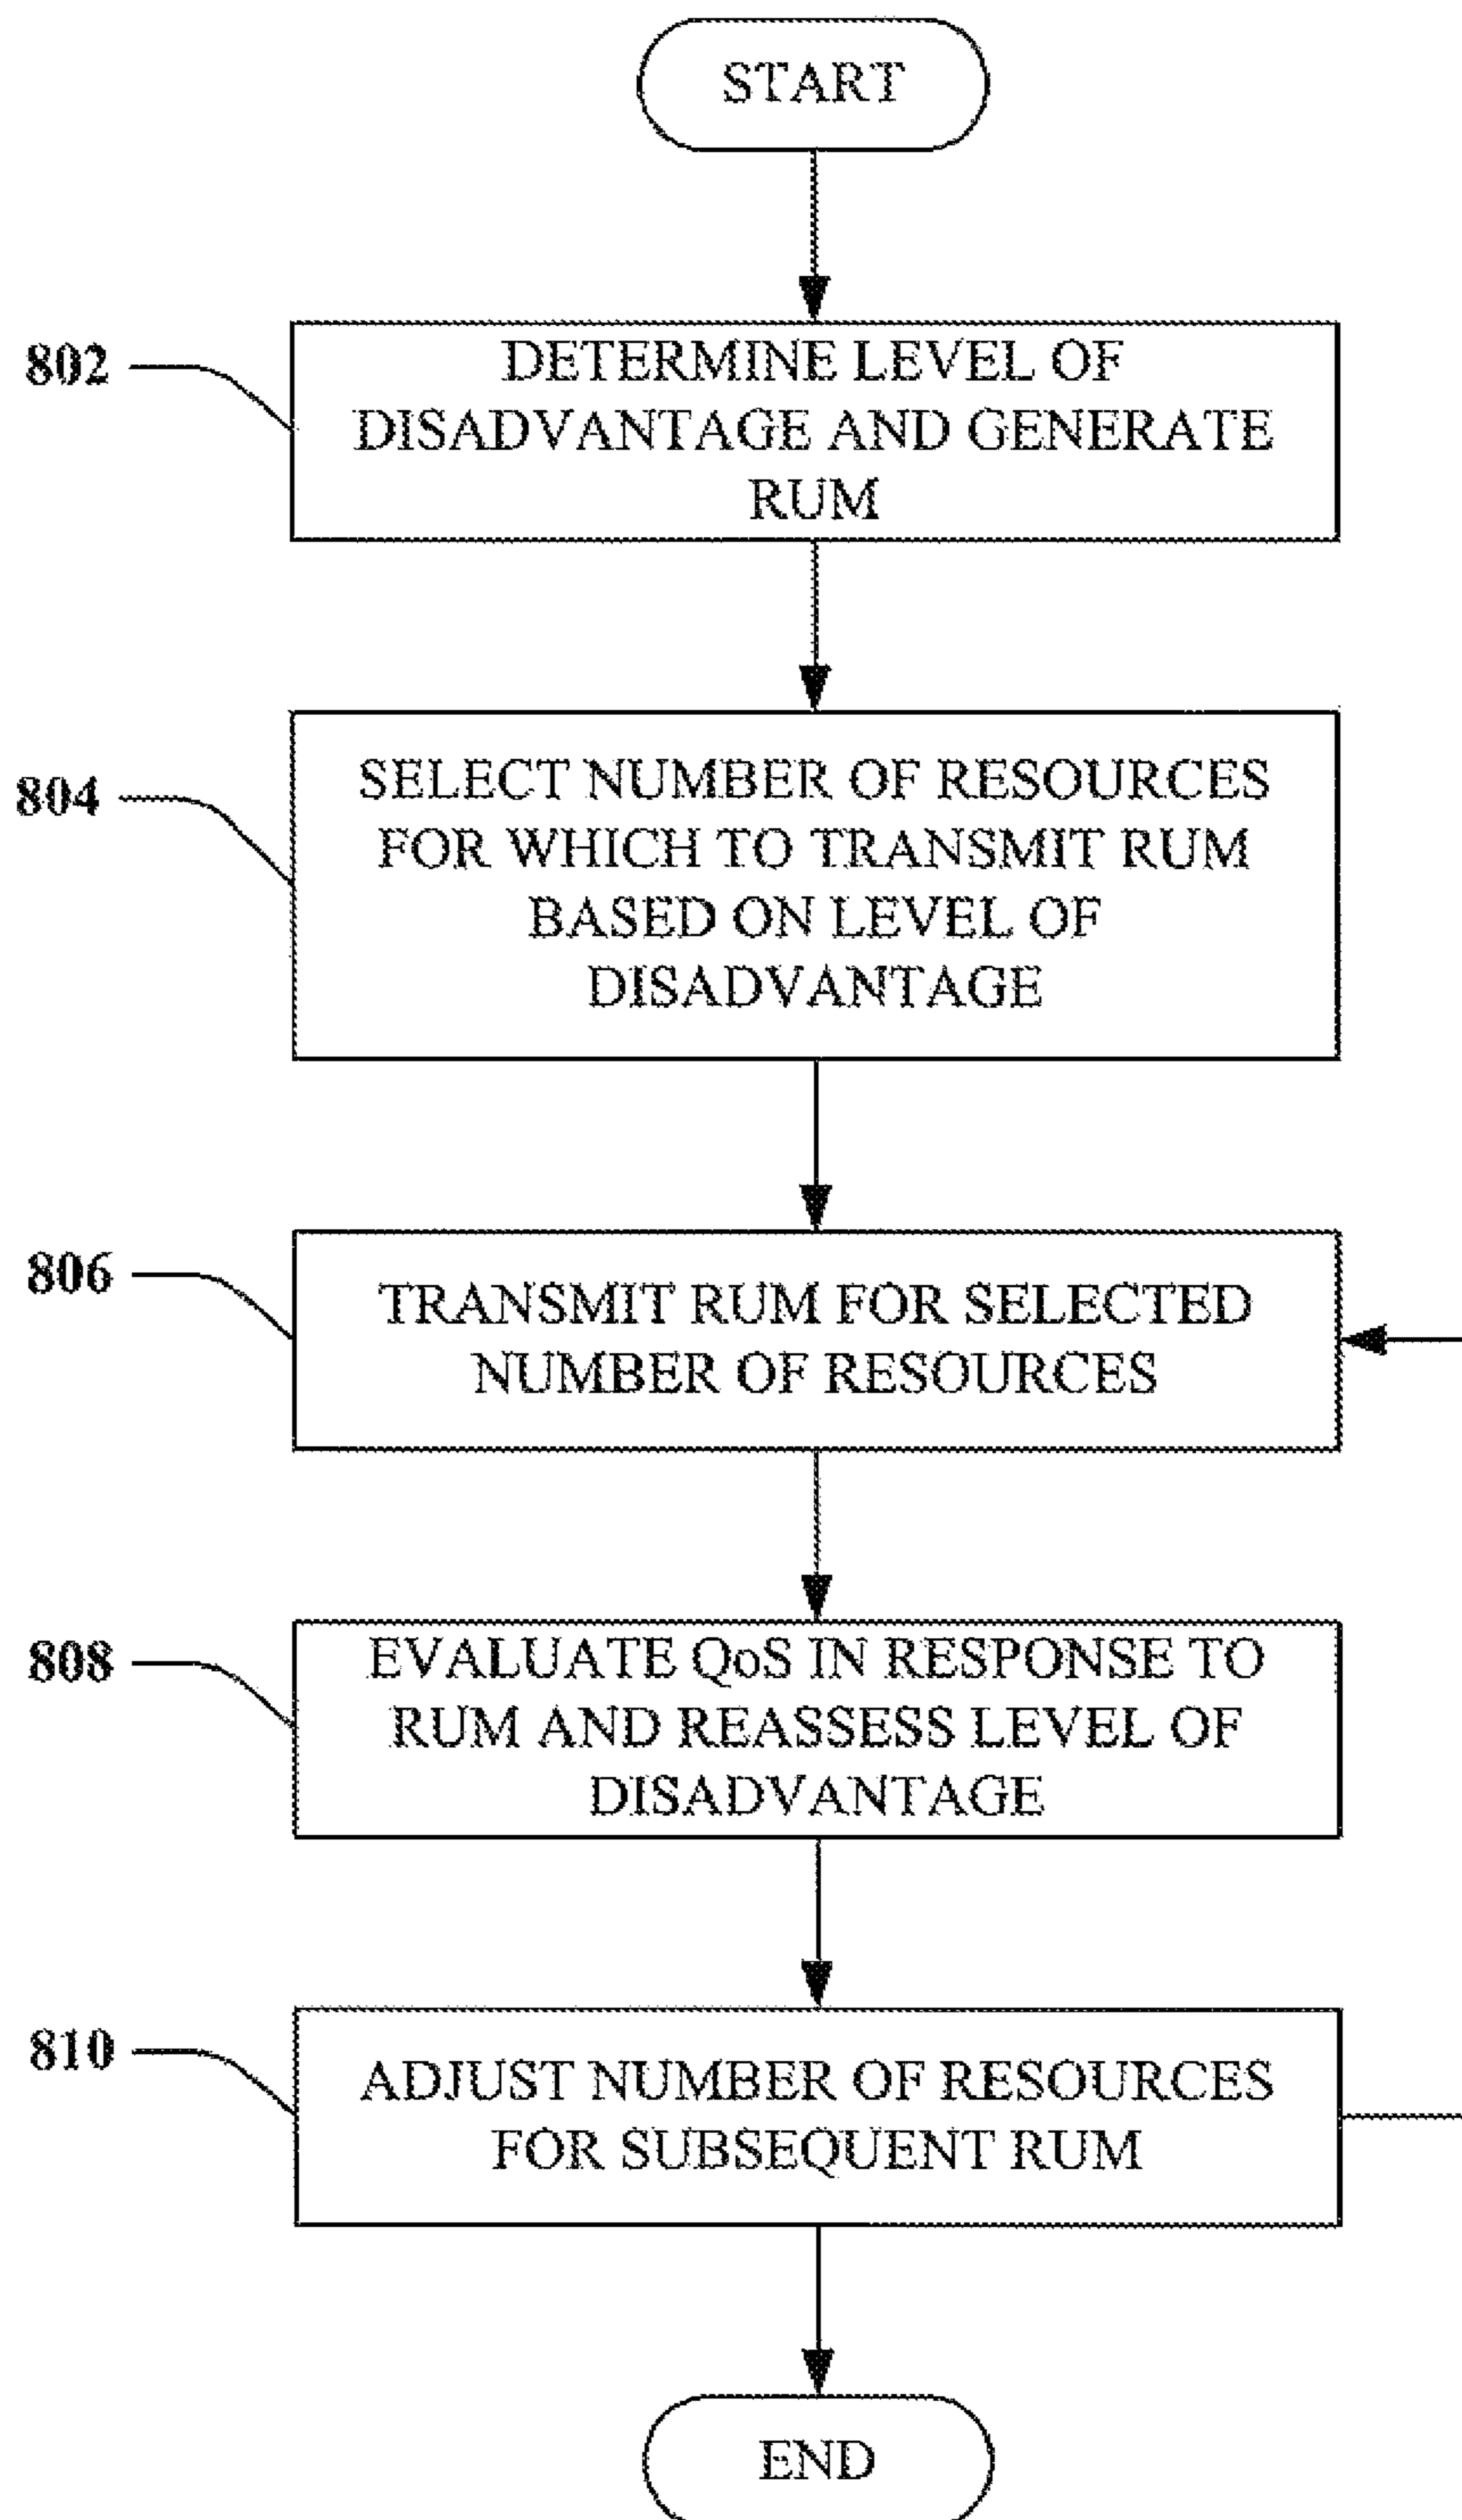 START
802
DETERMINE LEVEL OF
DISADVANTAGE AND GENERATE
RUM
804
SELECT NUMBER OF RESOURCES
FOR WHICH TO TRANSMIT RUM
BASED ON LEVEL OF
DISADVANTAGE
806
TRANSMIT RUM FOR SELECTED
NUMBER OF RESOURCES
808
EVALUATE QoS IN RESPONSE TO
RUM AND REASSESS LEVEL OF
DISADVANTAGE
810
ADJUST NUMBER OF RESOURCES
FOR SUBSEQUENT RUM
END